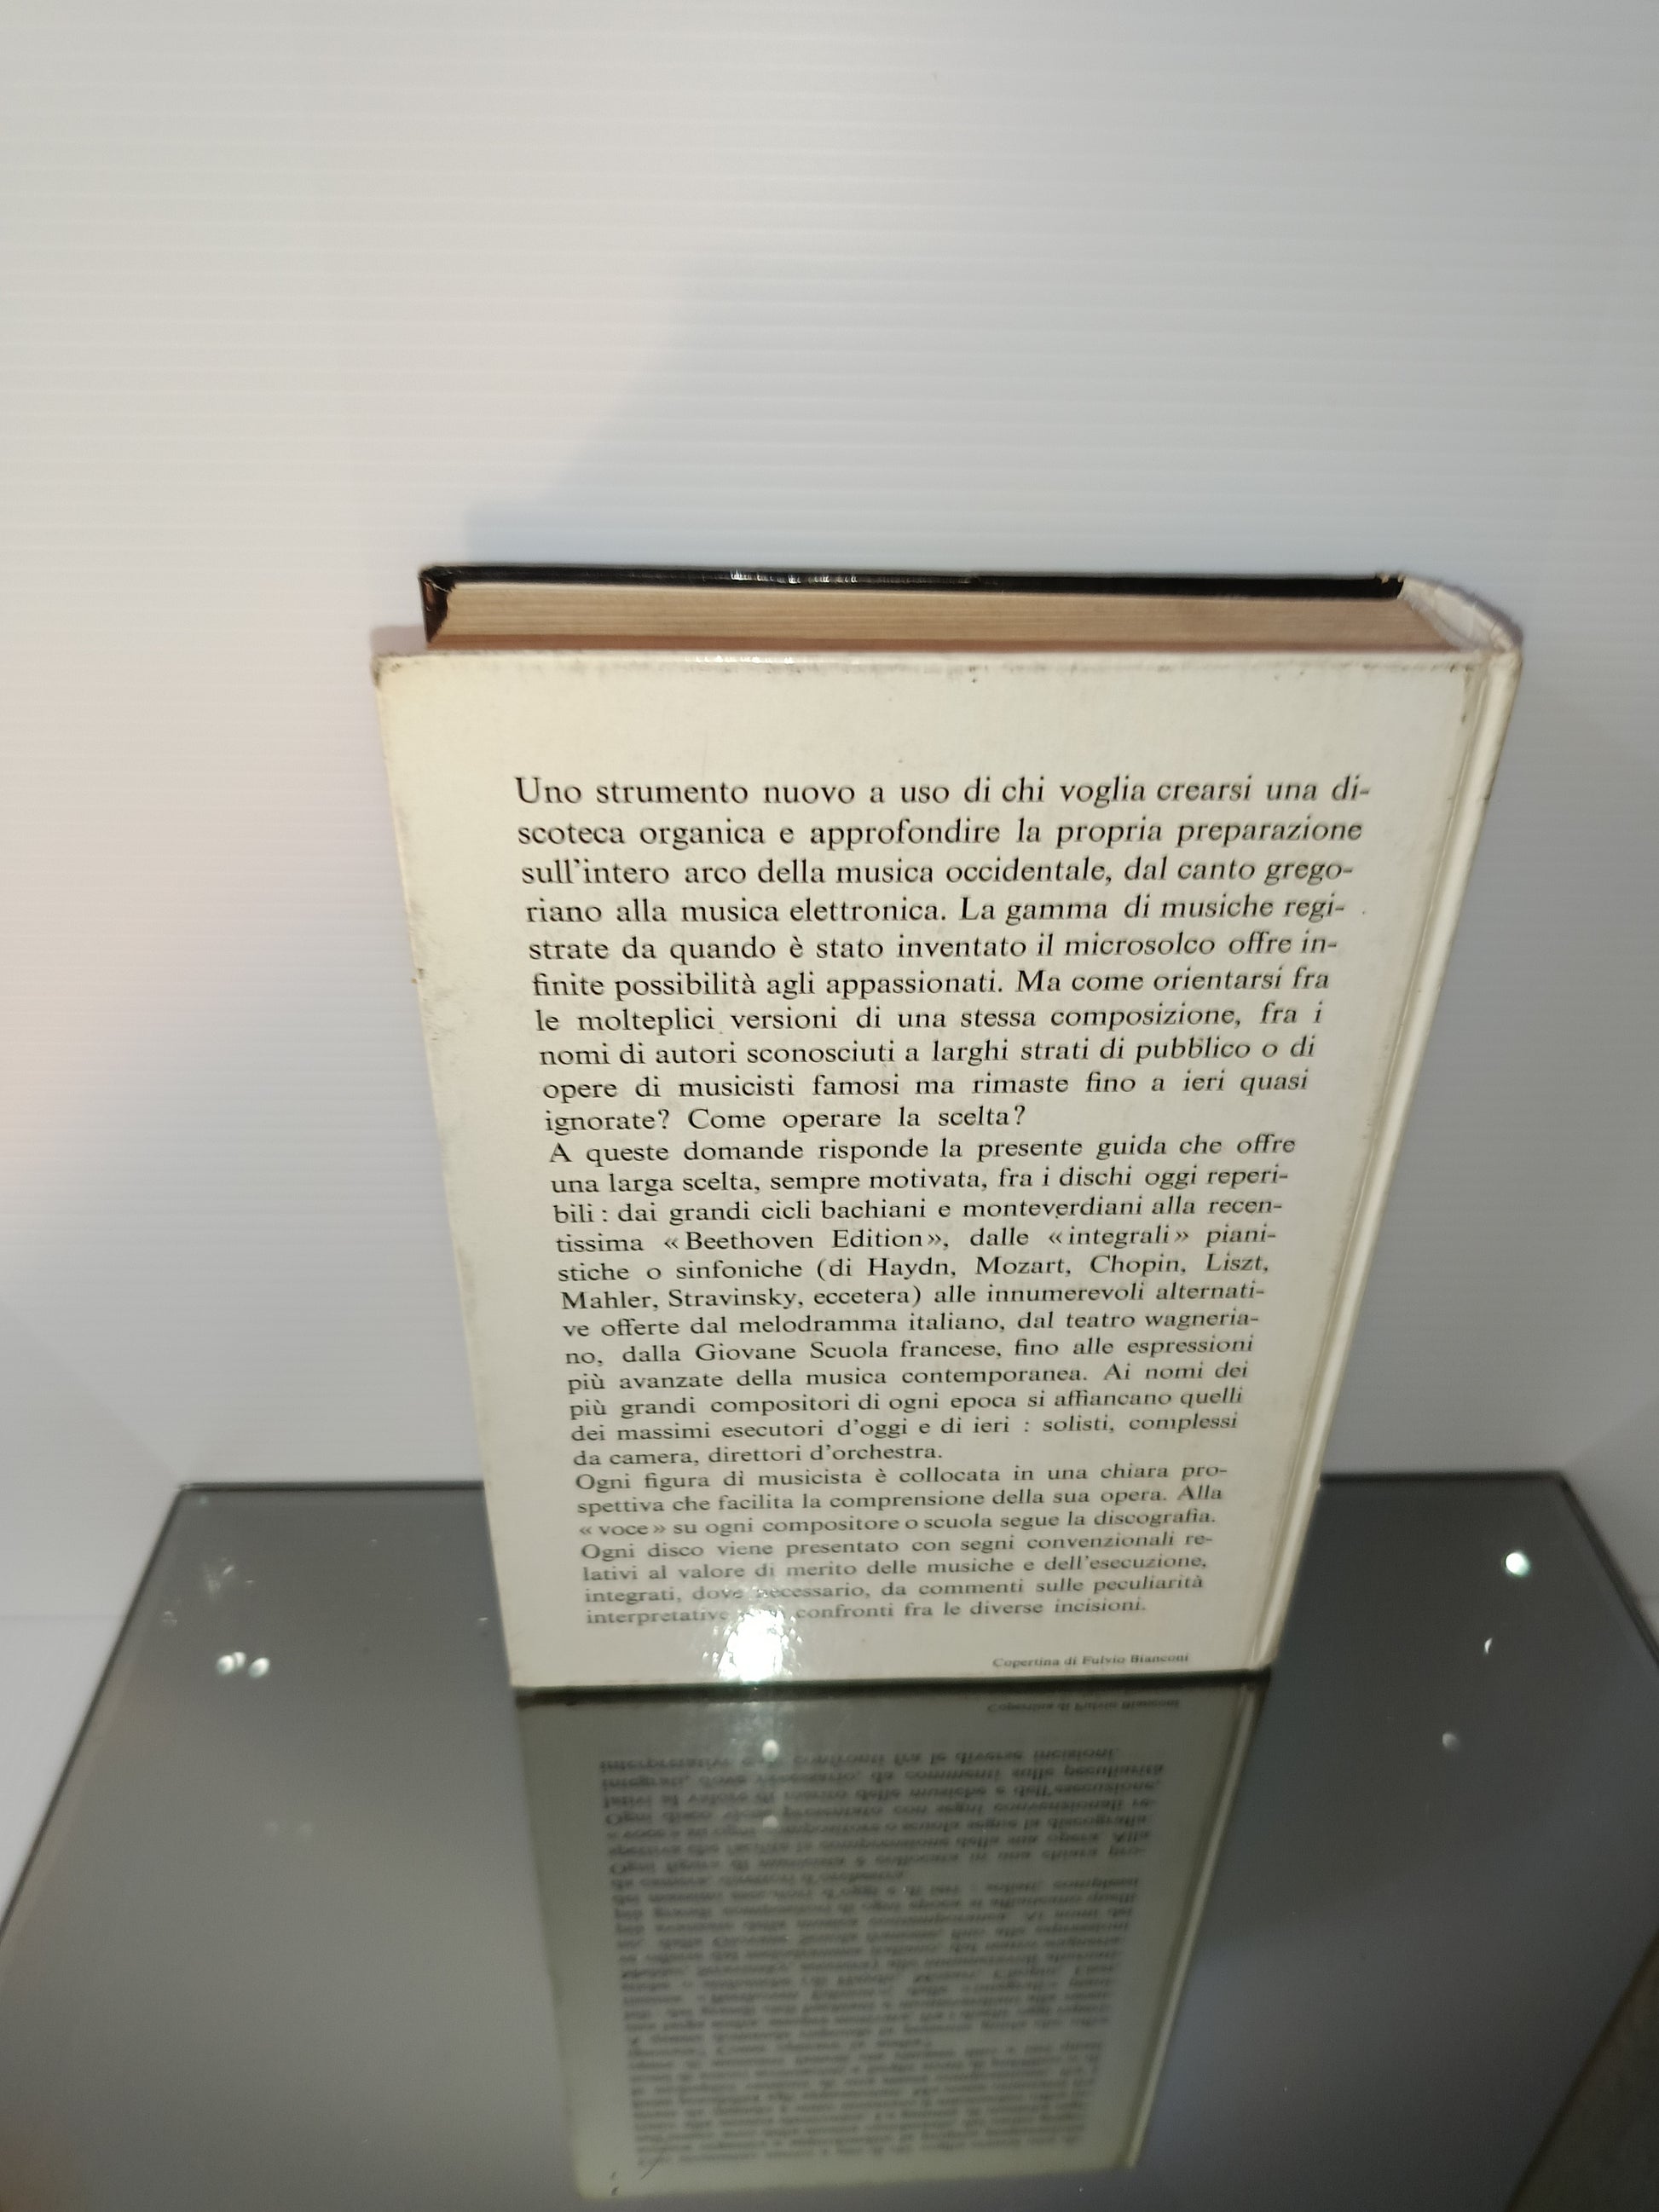 Uno strumento nuovo a uso di chi voglia crearsi una di-
scoteca organica e approfondire la propria preparazione
sull'intero arco della musica occidentale, dal canto grego-
riano alla musica elettronica. La gamma di musiche regi-
strate da quando è stato inventato il microsolco offre in-
finite possibilità agli appassionati. Ma come orientarsi fra
le molteplici versioni di una stessa composizione, fra i
nomi di autori sconosciuti a larghi strati di pubblico o di
opere di musicisti famosi ma rimaste fino a ieri quasi
ignorate? Come operare la scelta?
A queste domande risponde la presente guida che offre
una larga scelta, sempre motivata, fra i dischi oggi reperi-
bili : dai grandi cicli bachiani e monteverdiani alla recen-
tissima « Beethoven Edition », dalle « integrali » piani-
stiche o sinfoniche (di Haydn, Mozart, Chopin, Liszt,
Mahler, Stravinsky, eccetera) alle innumerevoli alternati-
ve offerte dal melodramma italiano, dal teatro wagneria-
no, dalla Giovane Scuola francese, fino alle espressioni
più avanzate della musica contemporanea. Ai nomi dei
più grandi compositori di ogni epoca si affiancano quelli
dei massimi esecutori d'oggi e di ieri : solisti, complessi
da camera, direttori d'orchestra.
Ogni figura di musicista è collocata in una chiara pro-
spettiva che facilita la comprensione della sua opera. Alla
« voce » su ogni compositore o scuola segue la discografia.
Ogni disco viene presentato con segni convenzionali re-
lativi al valore di merito delle musiche e dell'esecuzione,
integrati, dove necessario, da commenti sulle peculiarità
interpretative confronti fra le diverse incisioni.
Copertina di Fulvio Bianconi